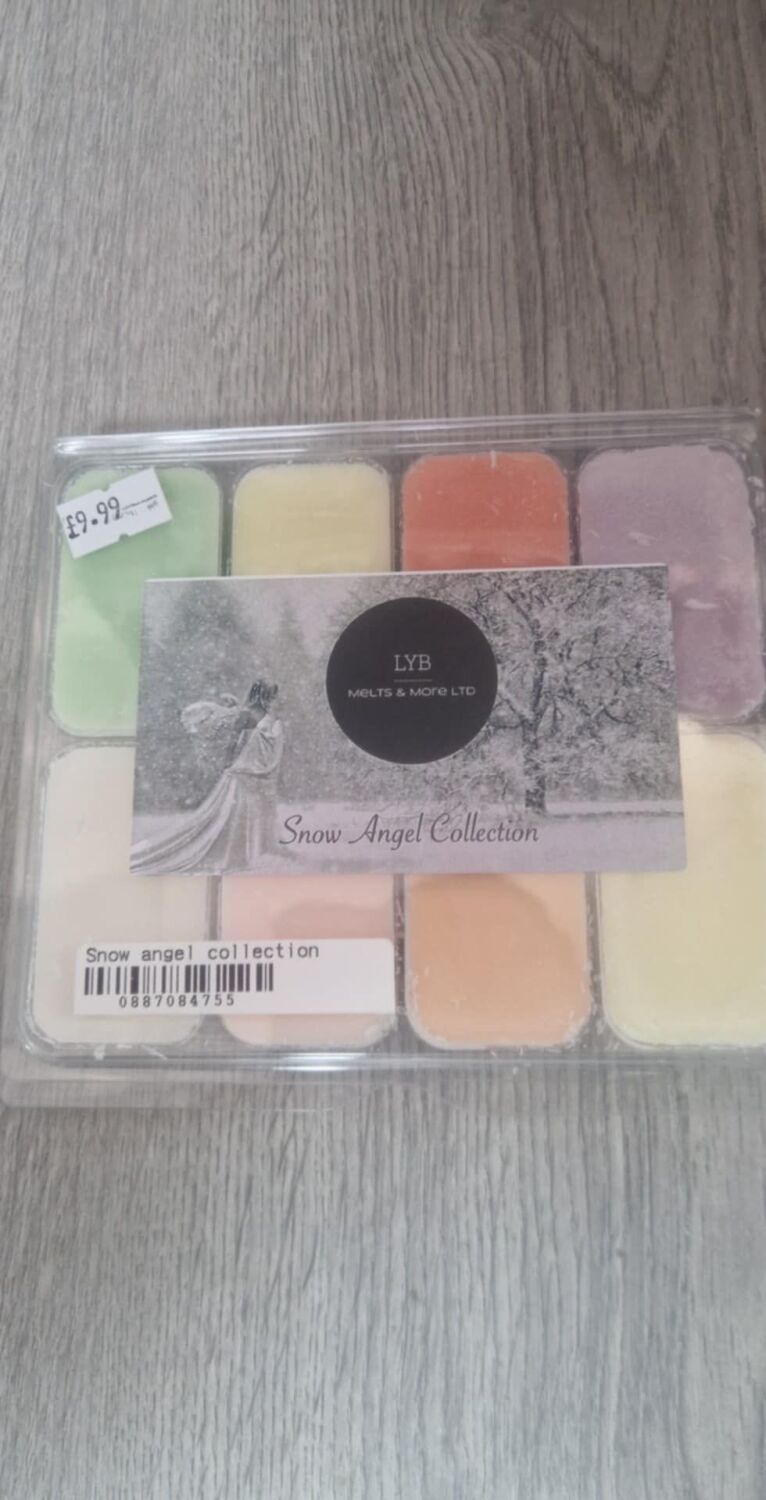 £9.99
LYB
MELTS & MORE LTD
Snow Angel Collection
Snow angel collection
0887084755